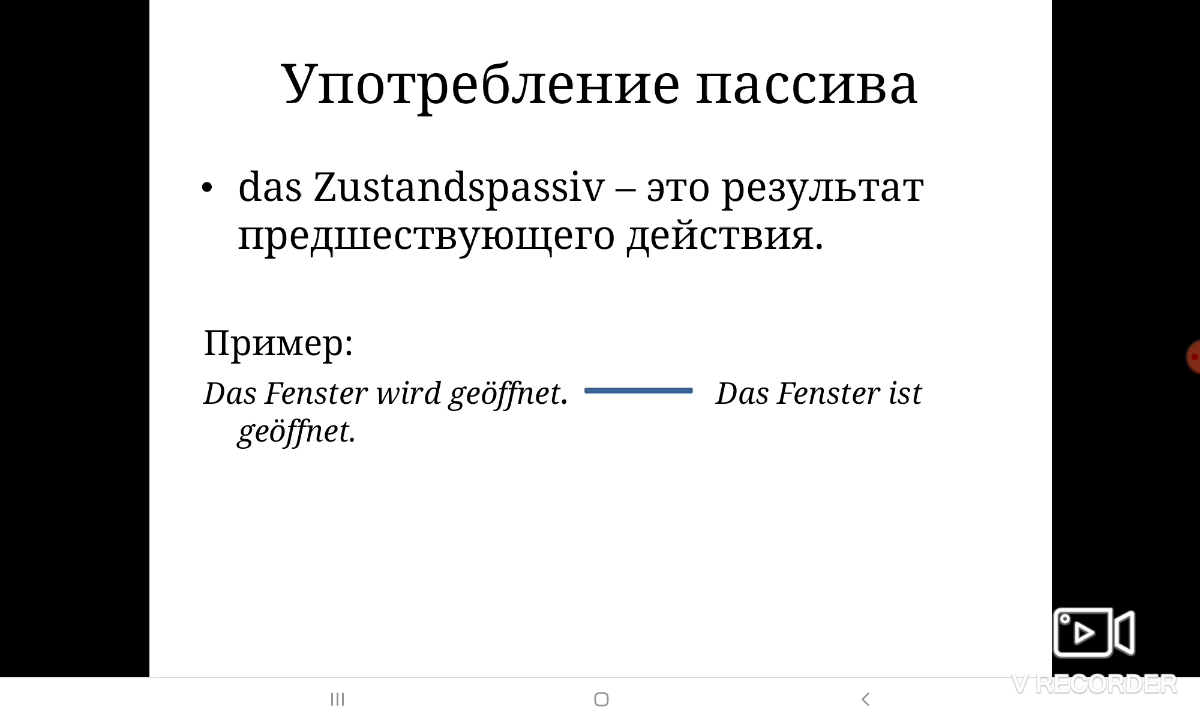 Употребление пассива
• das Zustandspassiv – это результат
предшествующего действия.
Пример:
Das Fenster wird geöffnet. Das Fenster ist
geöffnet.
V RECORDER